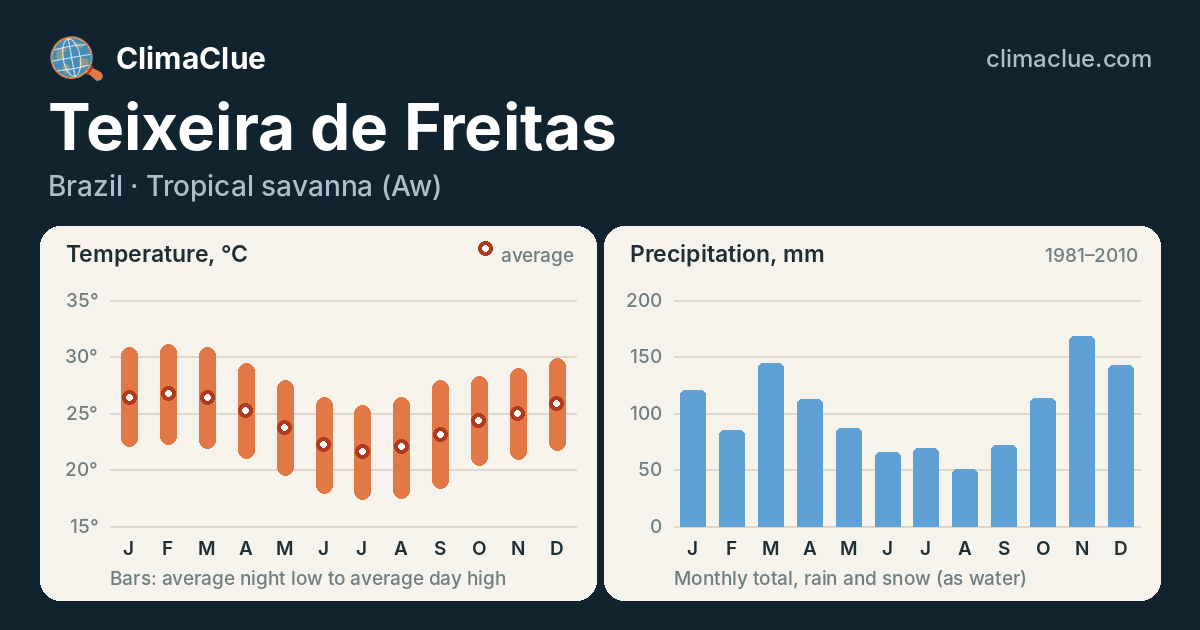 ClimaClue
climaclue.com
Teixeira de Freitas
Brazil · Tropical savanna (Aw)
Temperature, °C
average
35°
30°
25°
20°
15°
J F M A M J J A S O N D
Bars: average night low to average day high
Precipitation, mm
1981–2010
200
150
100
50
0
J F M A M J J A S O N D
Monthly total, rain and snow (as water)